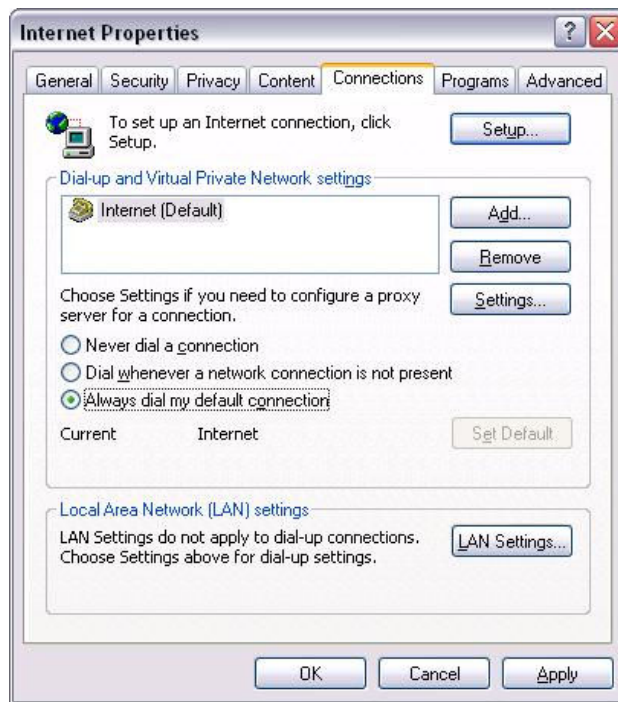 Internet Properties
General Security Privacy Content Connections Programs Advanced
To set up an Internet connection, click
Setup.
Setup...
Dial-up and Virtual Private Network settings
Internet (Default)
Add...
Remove
Choose Settings if you need to configure a proxy
server for a connection.
Settings...
Never dial a connection
Dial whenever a network connection is not present
Always dial my default connection
Current Internet
Set Default
Local Area Network (LAN) settings
LAN Settings do not apply to dial-up connections.
Choose Settings above for dial-up settings.
LAN Settings...
OK Cancel Apply